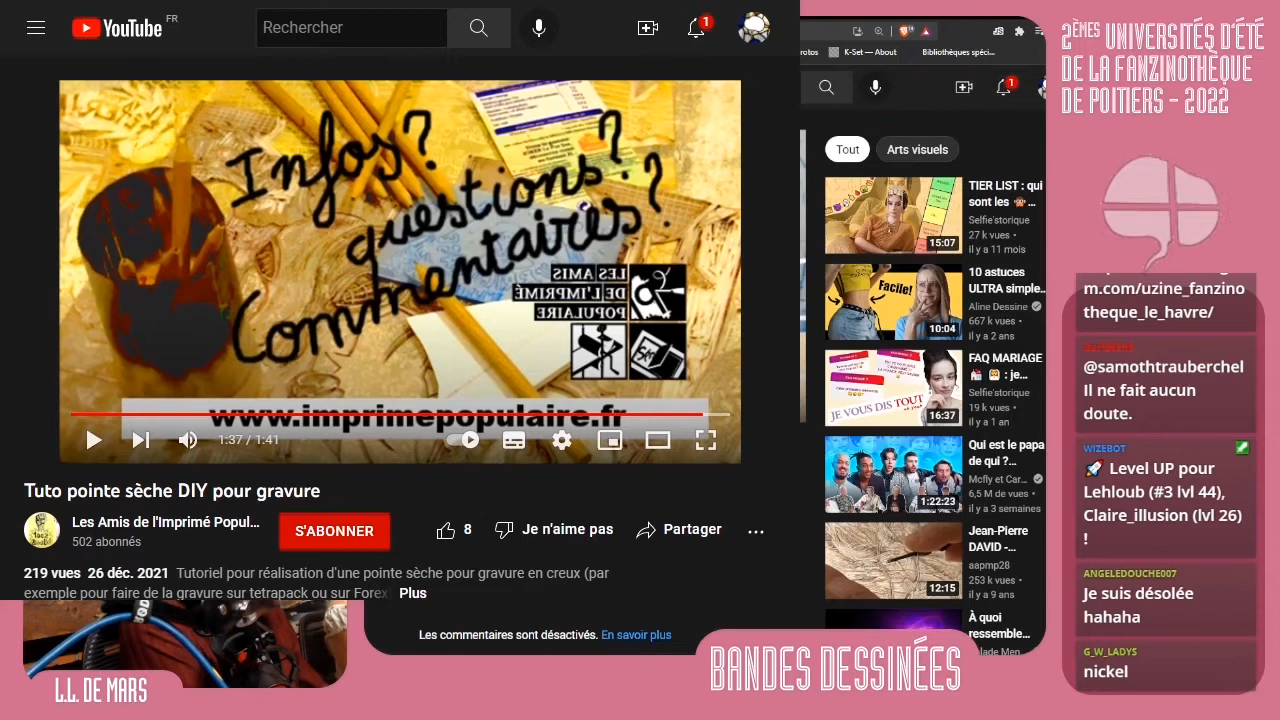 YouTube FR
Rechercher
1
Infos?
questions?
Commentaires?
LES AMIS
DE L'IMPRIMÉ
POPULAIRE
www.imprimepopulaire.fr
1:37 / 1:41
Tuto pointe sèche DIY pour gravure
Les Amis de l'Imprimé Popul...
502 abonnés
S'ABONNER
8
Je n'aime pas
Partager
219 vues 26 déc. 2021 Tutoriel pour réalisation d'une pointe sèche pour gravure en creux (par
exemple pour faire de la gravure sur tetrapack ou sur Forex
Plus
Les commentaires sont désactivés. En savoir plus
L.L. DE MARS
BANDES DESSINÉES
K-Set — About
Bibliothèques spéci...
1
Tout
Arts visuels
TIER LIST : qui
sont les ...
Selfie'storique
27 k vues •
il y a 11 mois
15:07
10 astuces
ULTRA simple...
Aline Dessine
667 k vues •
il y a 2 ans
Facile!
10:04
FAQ MARIAGE
: je...
Selfie'storique
19 k vues •
il y a 1 an
JE VOUS DIS TOUT
16:37
Qui est le papa
de qui ?...
Mcfly et Car...
6,5 M de vues •
il y a 3 semaines
1:22:23
Jean-Pierre
DAVID -...
aapmp28
253 k vues •
il y a 9 ans
12:15
À quoi
ressemble...
2ÈMES UNIVERSITÉS D'ÉTÉ
DE LA FANZINOTHÈQUE
DE POITIERS - 2022
m.com/uzine_fanzino
theque_le_havre/
@samothtrauberchel
Il ne fait aucun
doute.
WIZEBOT
🚀 Level UP pour
Lehloub (#3 lvl 44),
Claire_illusion (lvl 26)
!
ANGELEDOUCHE007
Je suis désolée
hahaha
G_W_LADYS
nickel